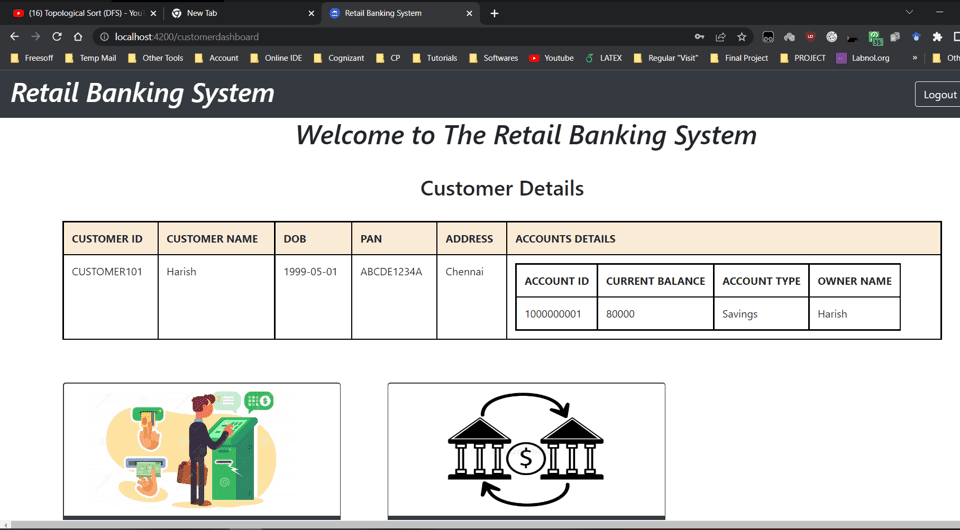 (16) Topological Sort (DFS) - You
New Tab
Retail Banking System
localhost:4200/customerdashboard
Freesoff Temp Mail Other Tools Account Online IDE Cognizant CP Tutorials Softwares Youtube LATEX Regular "Visit" Final Project PROJECT Labnol.org » Oth
Retail Banking System
Logout
Welcome to The Retail Banking System
Customer Details
CUSTOMER ID CUSTOMER NAME DOB PAN ADDRESS ACCOUNTS DETAILS
CUSTOMER101 Harish 1999-05-01 ABCDE1234A Chennai
ACCOUNT ID CURRENT BALANCE ACCOUNT TYPE OWNER NAME
1000000001 80000 Savings Harish
$